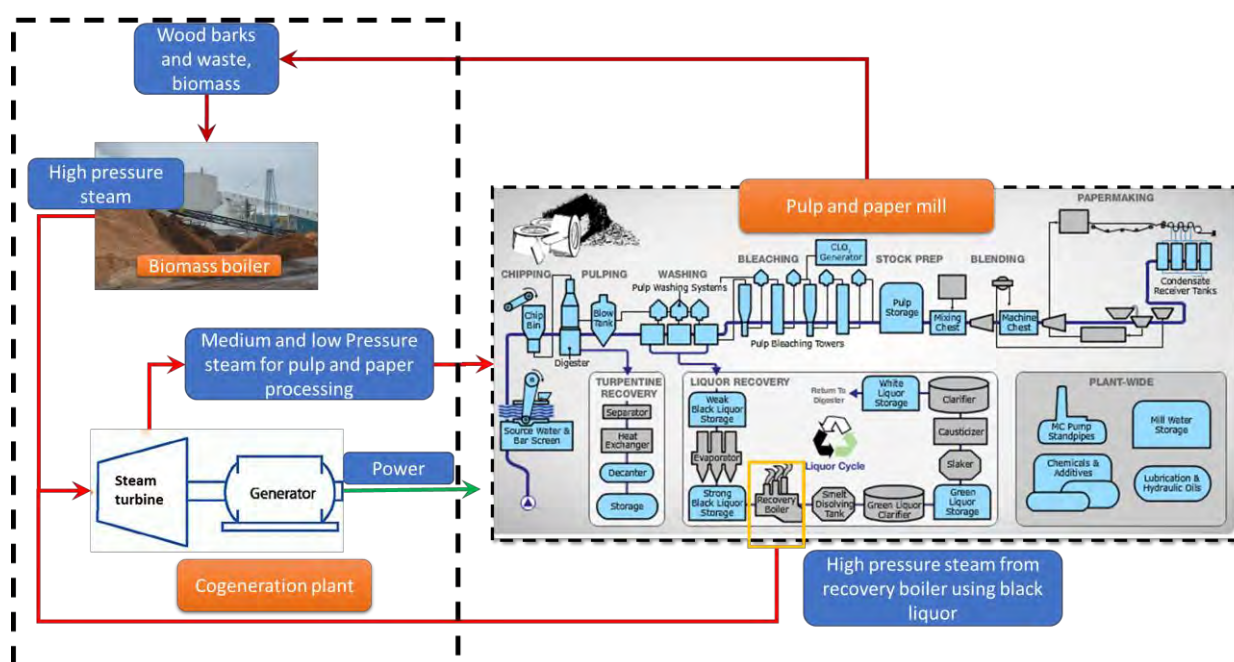 Wood barks
and waste,
biomass
High pressure
steam
Biomass boiler
Medium and low Pressure
steam for pulp and paper
processing
Steam
turbine
Generator
Power
Cogeneration plant
Pulp and paper mill
PAPERMAKING
CHIPPING
PULPING
WASHING
Pulp Washing Systems
BLEACHING
CLO₂
Generator
STOCK PREP
BLENDING
Condensate
Receiver Tanks
Chip
Bin
Blow
Tank
Digester
Pulp Bleaching Towers
Pulp
Storage
Mixing
Chest
Machine
Chest
Source Water &
Bar Screen
TURPENTINE
RECOVERY
Separator
Heat
Exchanger
Decanter
Storage
LIQUOR RECOVERY
Weak
Black Liquor
Storage
Evaporator
Strong
Black Liquor
Storage
Recovery
Boiler
Smelt
Disolving
Tank
Green Liquor
Clarifier
Green
Liquor
Storage
Slaker
Causticizer
Clarifier
White
Liquor
Storage
Return To
Digester
Liquor Cycle
PLANT-WIDE
MC Pump
Standpipes
Mill Water
Storage
Chemicals &
Additives
Lubrication &
Hydraulic Oils
High pressure steam from
recovery boiler using black
liquor